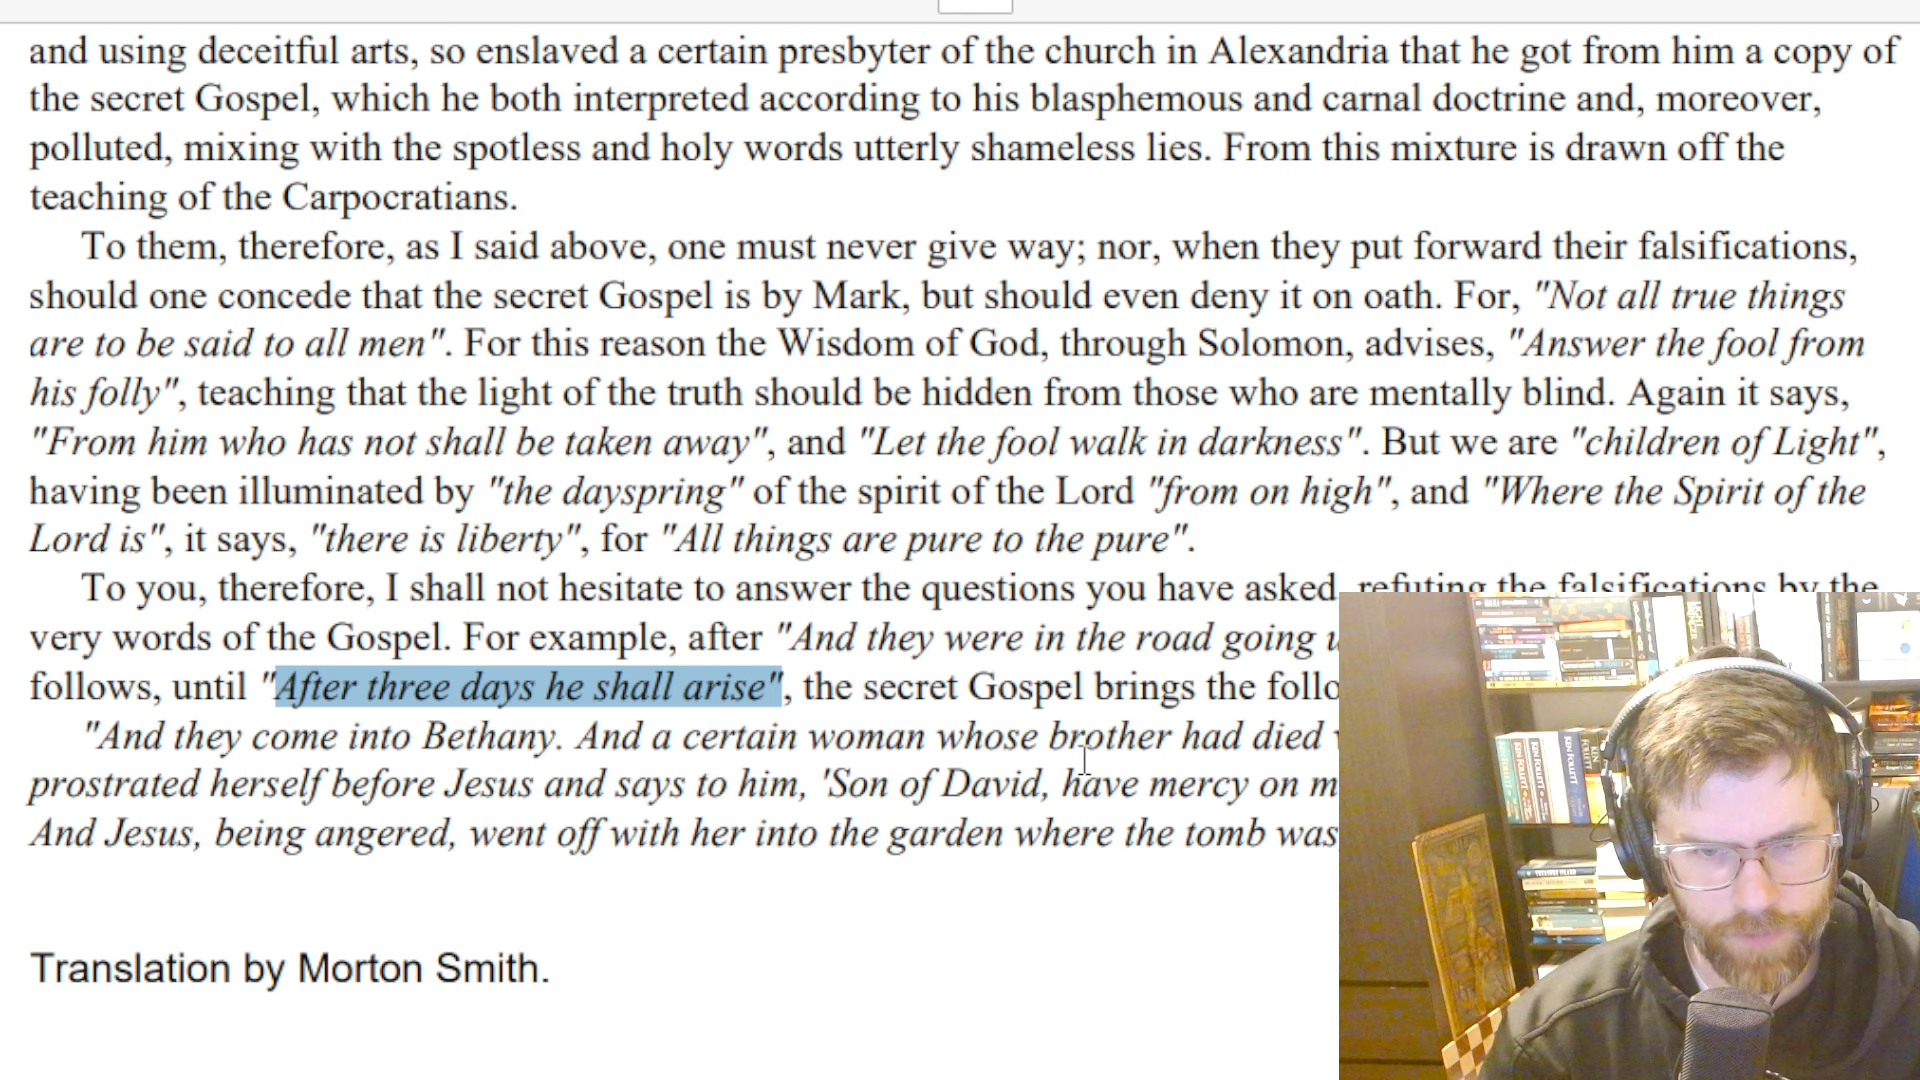 and using deceitful arts, so enslaved a certain presbyter of the church in Alexandria that he got from him a copy of
the secret Gospel, which he both interpreted according to his blasphemous and carnal doctrine and, moreover,
polluted, mixing with the spotless and holy words utterly shameless lies. From this mixture is drawn off the
teaching of the Carpocratians.
To them, therefore, as I said above, one must never give way; nor, when they put forward their falsifications,
should one concede that the secret Gospel is by Mark, but should even deny it on oath. For, "Not all true things
are to be said to all men". For this reason the Wisdom of God, through Solomon, advises, "Answer the fool from
his folly", teaching that the light of the truth should be hidden from those who are mentally blind. Again it says,
"From him who has not shall be taken away", and "Let the fool walk in darkness". But we are "children of Light",
having been illuminated by "the dayspring" of the spirit of the Lord "from on high", and "Where the Spirit of the
Lord is", it says, "there is liberty", for "All things are pure to the pure".
To you, therefore, I shall not hesitate to answer the questions you have asked, refuting the falsifications by the
very words of the Gospel. For example, after "And they were in the road going
follows, until "After three days he shall arise", the secret Gospel brings the follo
"And they come into Bethany. And a certain woman whose brother had died
prostrated herself before Jesus and says to him, 'Son of David, have mercy on m
And Jesus, being angered, went off with her into the garden where the tomb was
Translation by Morton Smith.
KEN FOLLETT
KEN FOLLETT